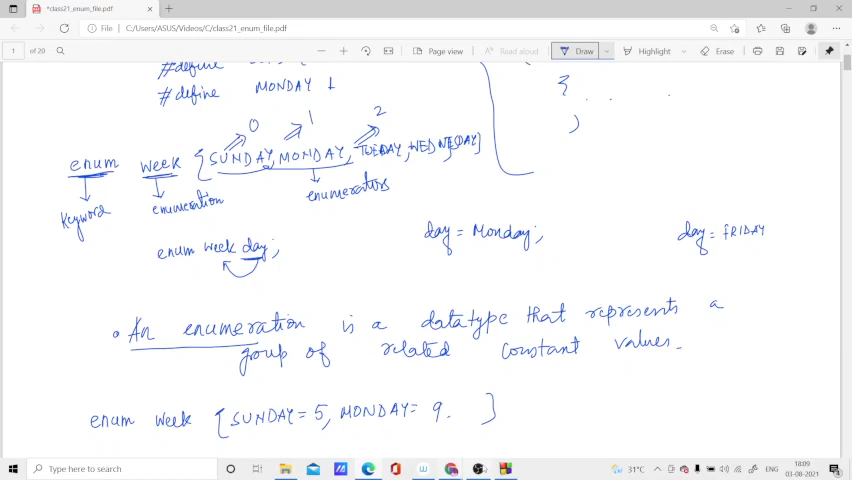 *class21_enum_file.pdf
File
C:/Users/ASUS/Videos/C/class21_enum_file.pdf
1 of 20
Page view
Read aloud
Draw
Highlight
Erase
#define
#define MONDAY 1
{
0 1 2
enum week {SUNDAY, MONDAY, TUEDAY, WEDNESDAY}
Keyword
enumeration
enumerators
enum week day;
day = Monday;
day = FRIDAY
• An enumeration is a datatype that represents a
group of related constant values.
enum week {SUNDAY = 5, MONDAY = 9. }
Type here to search
31°C
ENG
18:09
03-08-2021
4